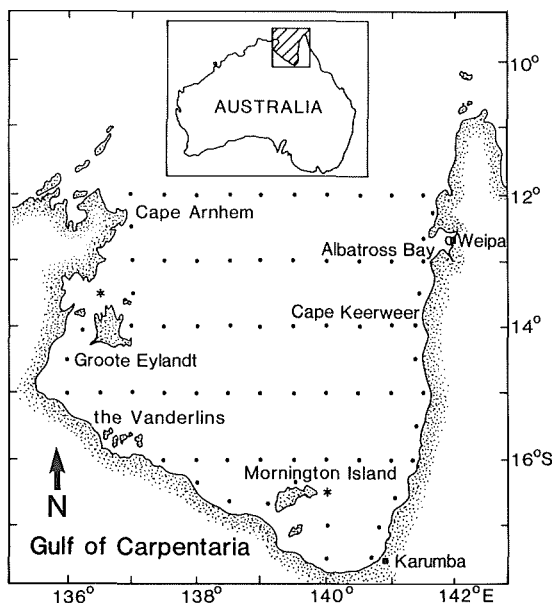 10°
AUSTRALIA
12°
Cape Arnhem
Albatross Bay
Weipa
Cape Keerweer
14°
Groote Eylandt
the Vanderlins
Mornington Island
16°S
N
Gulf of Carpentaria
Karumba
136°
138°
140°
142°E